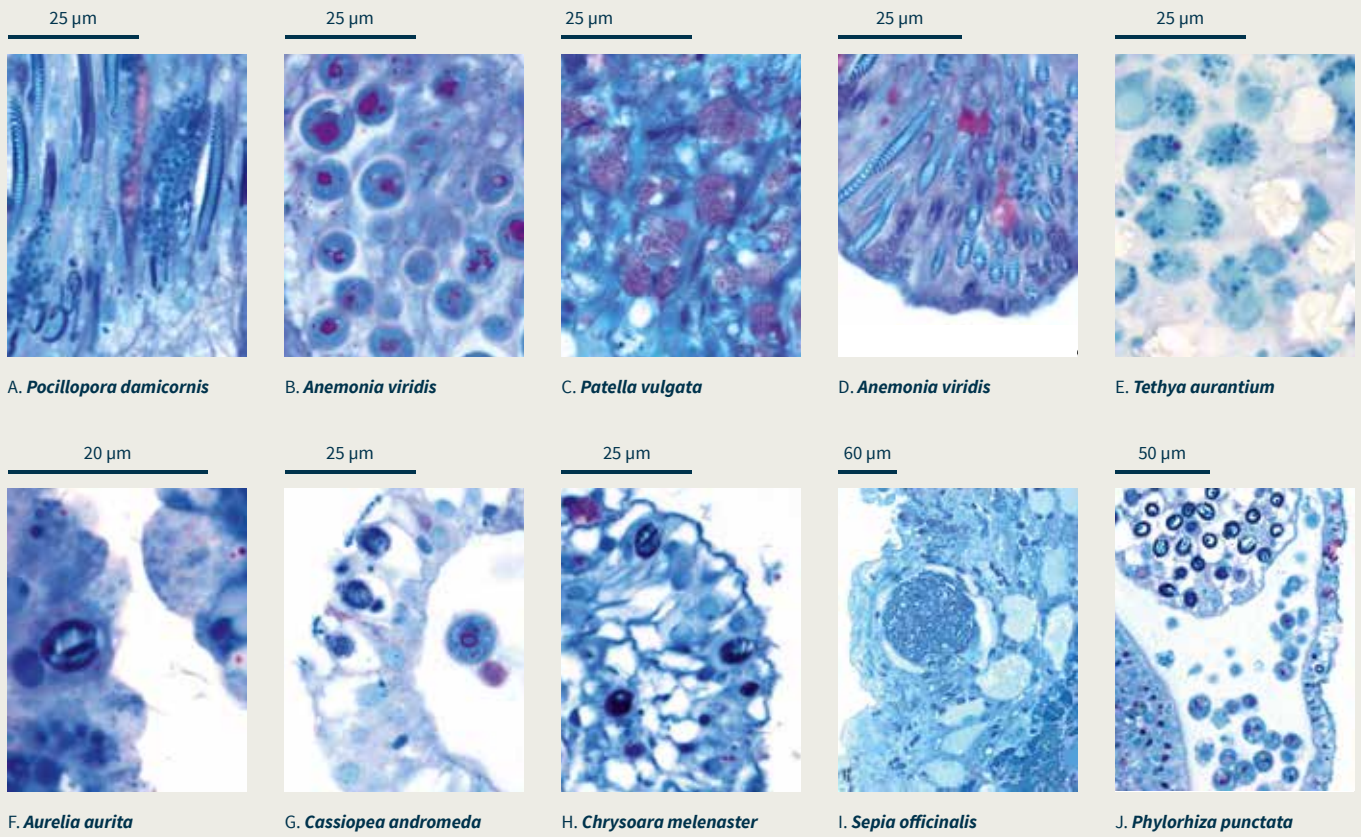 25 µm
25 µm
25 µm
25 µm
25 µm
A. Pocillopora damicornis
B. Anemonia viridis
C. Patella vulgata
D. Anemonia viridis
E. Tethya aurantium
20 µm
25 µm
25 µm
60 µm
50 µm
F. Aurelia aurita
G. Cassiopea andromeda
H. Chrysoara melenaster
I. Sepia officinalis
J. Phylorhiza punctata